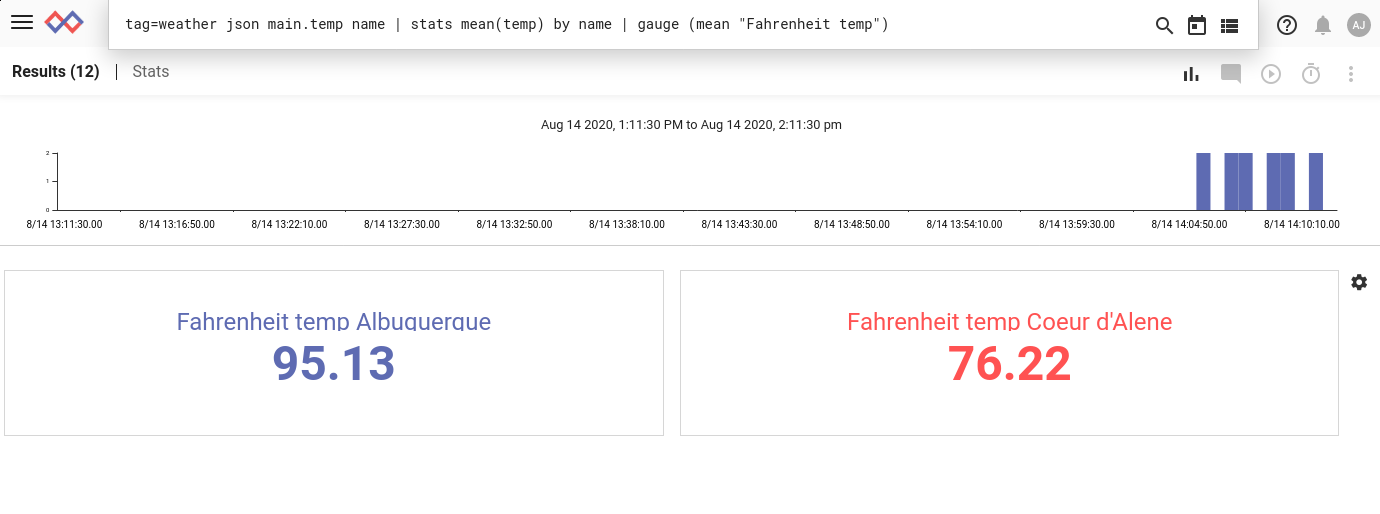 tag=weather json main.temp name | stats mean(temp) by name | gauge (mean "Fahrenheit temp")
AJ
Results (12) | Stats
Aug 14 2020, 1:11:30 PM to Aug 14 2020, 2:11:30 pm
2
1
0
8/14 13:11:30.00 8/14 13:16:50.00 8/14 13:22:10.00 8/14 13:27:30.00 8/14 13:32:50.00 8/14 13:38:10.00 8/14 13:43:30.00 8/14 13:48:50.00 8/14 13:54:10.00 8/14 13:59:30.00 8/14 14:04:50.00 8/14 14:10:10.00
Fahrenheit temp Albuquerque
95.13
Fahrenheit temp Coeur d'Alene
76.22